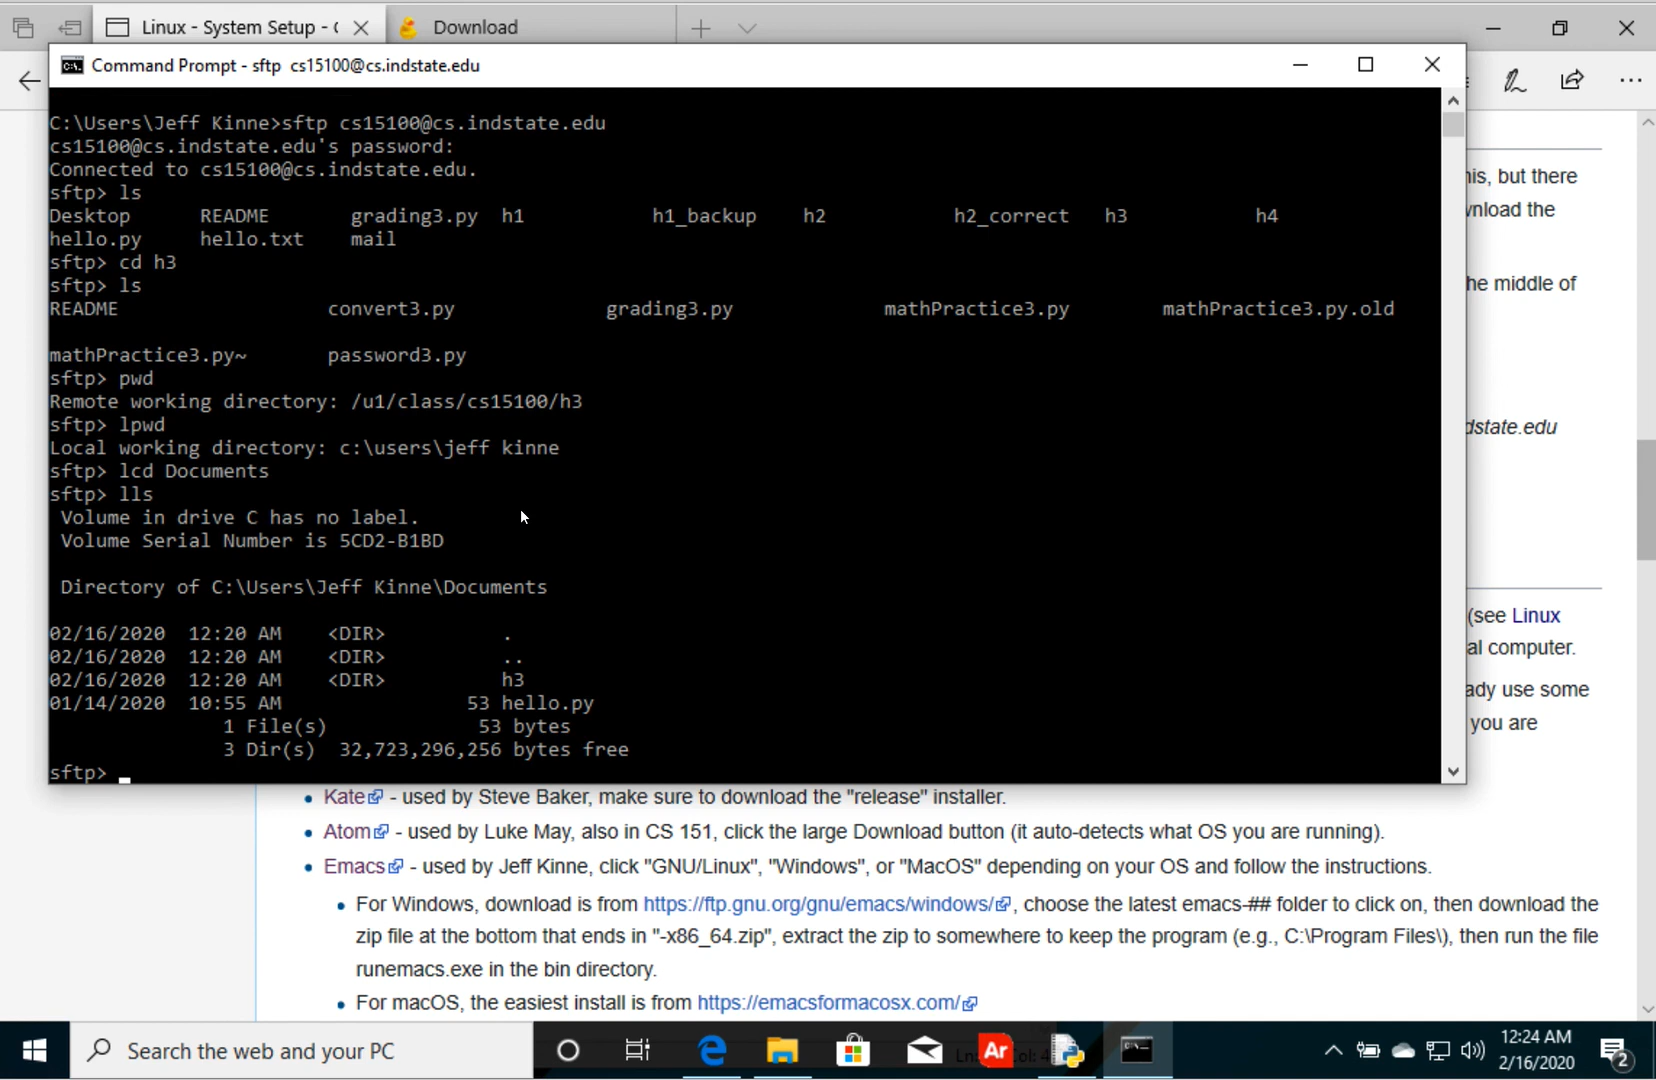 Linux - System Setup - (
Download
Command Prompt - sftp cs15100@cs.indstate.edu
C:\Users\Jeff Kinne>sftp cs15100@cs.indstate.edu
cs15100@cs.indstate.edu's password:
Connected to cs15100@cs.indstate.edu.
sftp> ls
Desktop README grading3.py h1 h1_backup h2 h2_correct h3 h4
hello.py hello.txt mail
sftp> cd h3
sftp> ls
README convert3.py grading3.py mathPractice3.py mathPractice3.py.old
mathPractice3.py~ password3.py
sftp> pwd
Remote working directory: /u1/class/cs15100/h3
sftp> lpwd
Local working directory: c:\users\jeff kinne
sftp> lcd Documents
sftp> lls
Volume in drive C has no label.
Volume Serial Number is 5CD2-B1BD
Directory of C:\Users\Jeff Kinne\Documents
02/16/2020 12:20 AM <DIR> .
02/16/2020 12:20 AM <DIR> ..
02/16/2020 12:20 AM <DIR> h3
01/14/2020 10:55 AM 53 hello.py
1 File(s) 53 bytes
3 Dir(s) 32,723,296,256 bytes free
sftp>
his, but there
vnload the
he middle of
dstate.edu
(see Linux
al computer.
ady use some
you are
• Kate - used by Steve Baker, make sure to download the "release" installer.
• Atom - used by Luke May, also in CS 151, click the large Download button (it auto-detects what OS you are running).
• Emacs - used by Jeff Kinne, click "GNU/Linux", "Windows", or "MacOS" depending on your OS and follow the instructions.
• For Windows, download is from https://ftp.gnu.org/gnu/emacs/windows/, choose the latest emacs-## folder to click on, then download the
zip file at the bottom that ends in "-x86_64.zip", extract the zip to somewhere to keep the program (e.g., C:\Program Files\), then run the file
runemacs.exe in the bin directory.
• For macOS, the easiest install is from https://emacsformacosx.com/
Search the web and your PC
Ar
12:24 AM
2/16/2020
2